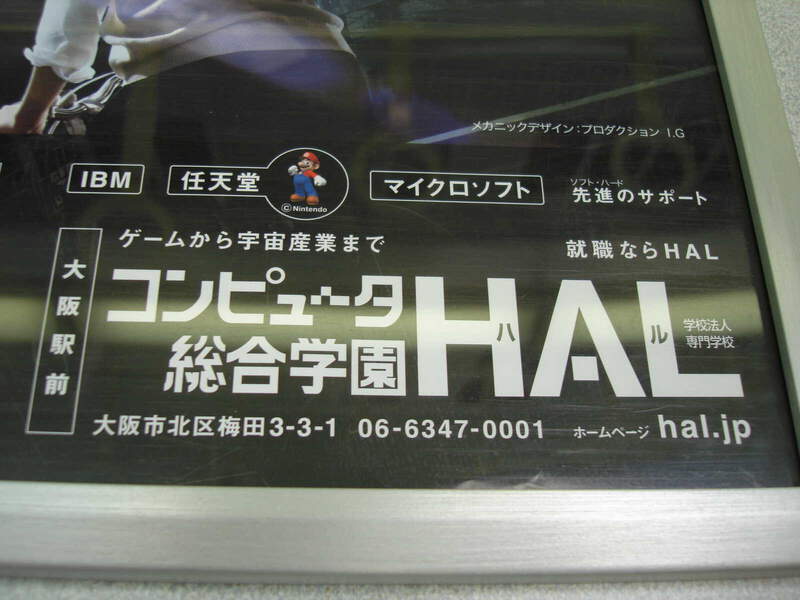 メカニックデザイン:プロダクション I.G
IBM
任天堂
©Nintendo
マイクロソフト
ソフト・ハード
先進のサポート
ゲームから宇宙産業まで
就職ならHAL
大阪駅前
コンピュータ
総合学園
HAL
ハル
学校法人
専門学校
大阪市北区梅田3-3-1 06-6347-0001 ホームページ hal.jp